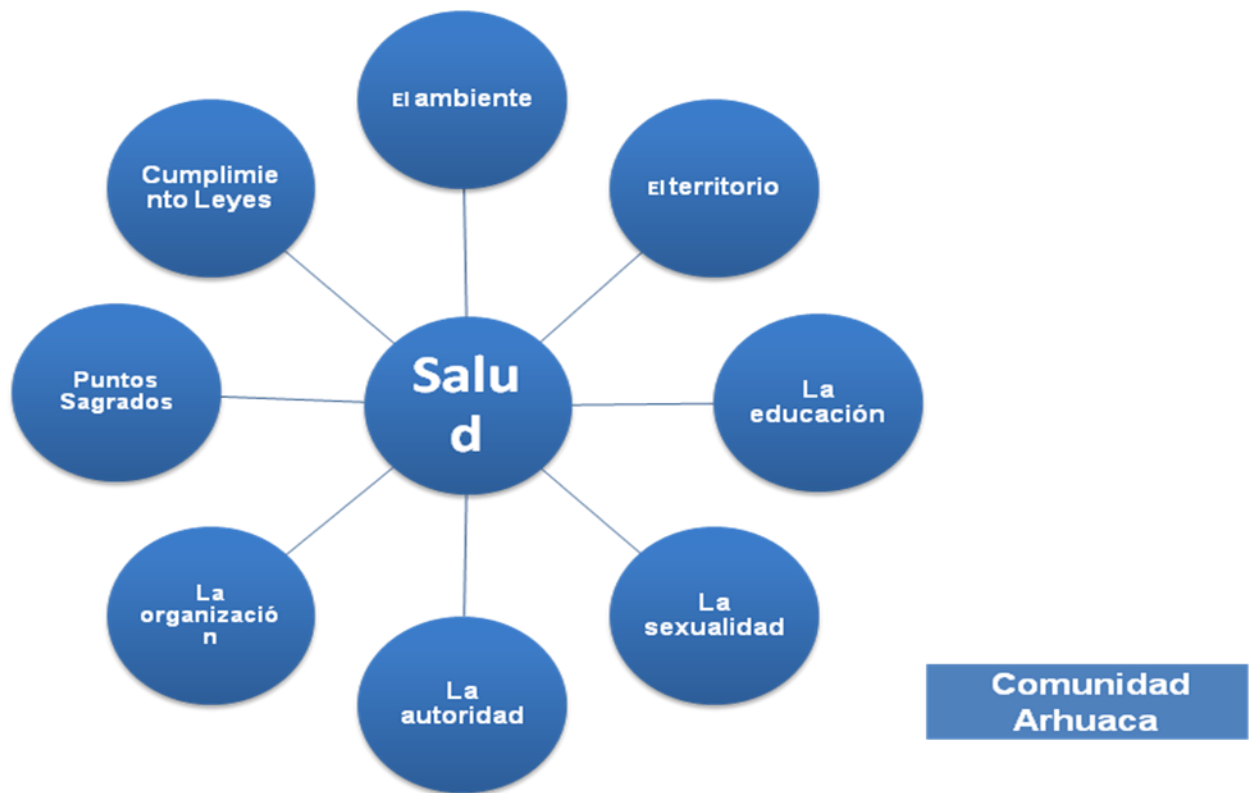 El ambiente
El territorio
La
educación
La
sexualidad
La
autoridad
La
organizació
n
Puntos
Sagrados
Cumplimie
nto Leyes
Salu
d
Comunidad
Arhuaca